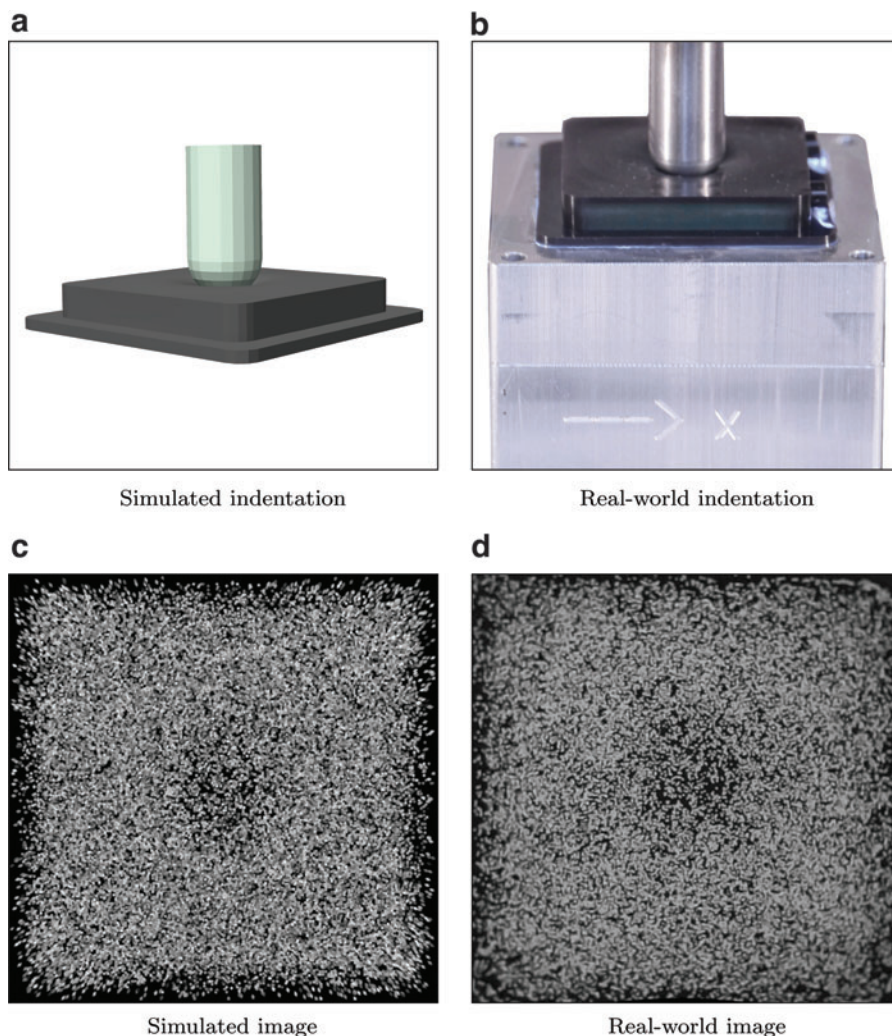 a
b
X
Simulated indentation
Real-world indentation
c
d
Simulated image
Real-world image